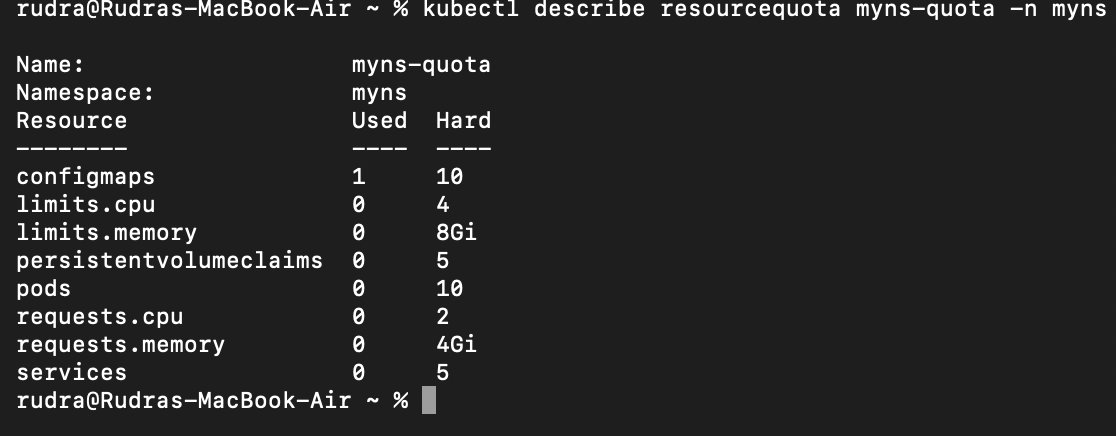 rudra@Rudras-MacBook-Air ~ % kubectl describe resourcequota myns-quota -n myns
Name: myns-quota
Namespace: myns
Resource Used Hard
-------- ---- ----
configmaps 1 10
limits.cpu 0 4
limits.memory 0 8Gi
persistentvolumeclaims 0 5
pods 0 10
requests.cpu 0 2
requests.memory 0 4Gi
services 0 5
rudra@Rudras-MacBook-Air ~ %